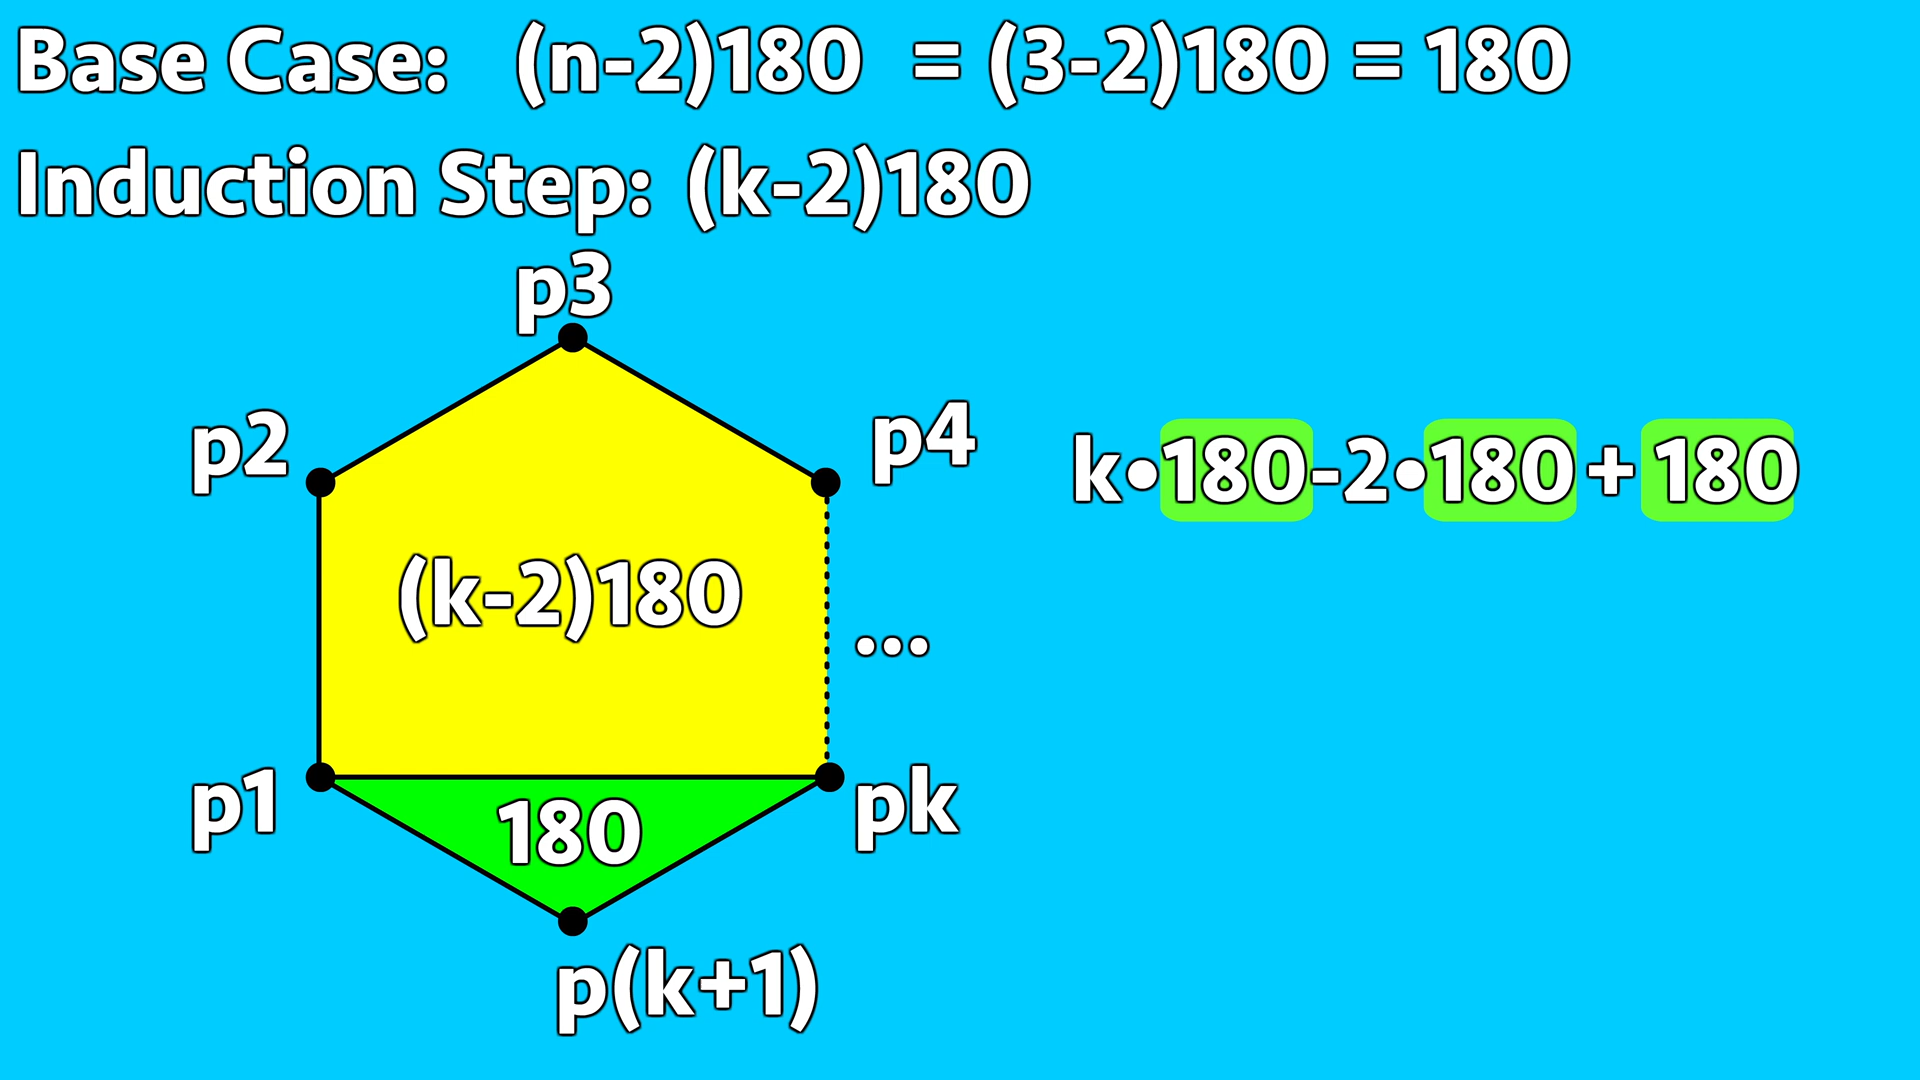 Base Case: (n-2)180 = (3-2)180 = 180
Induction Step: (k-2)180
p3
p2
p4
k•180-2•180+180
(k-2)180
...
p1
180
pk
p(k+1)